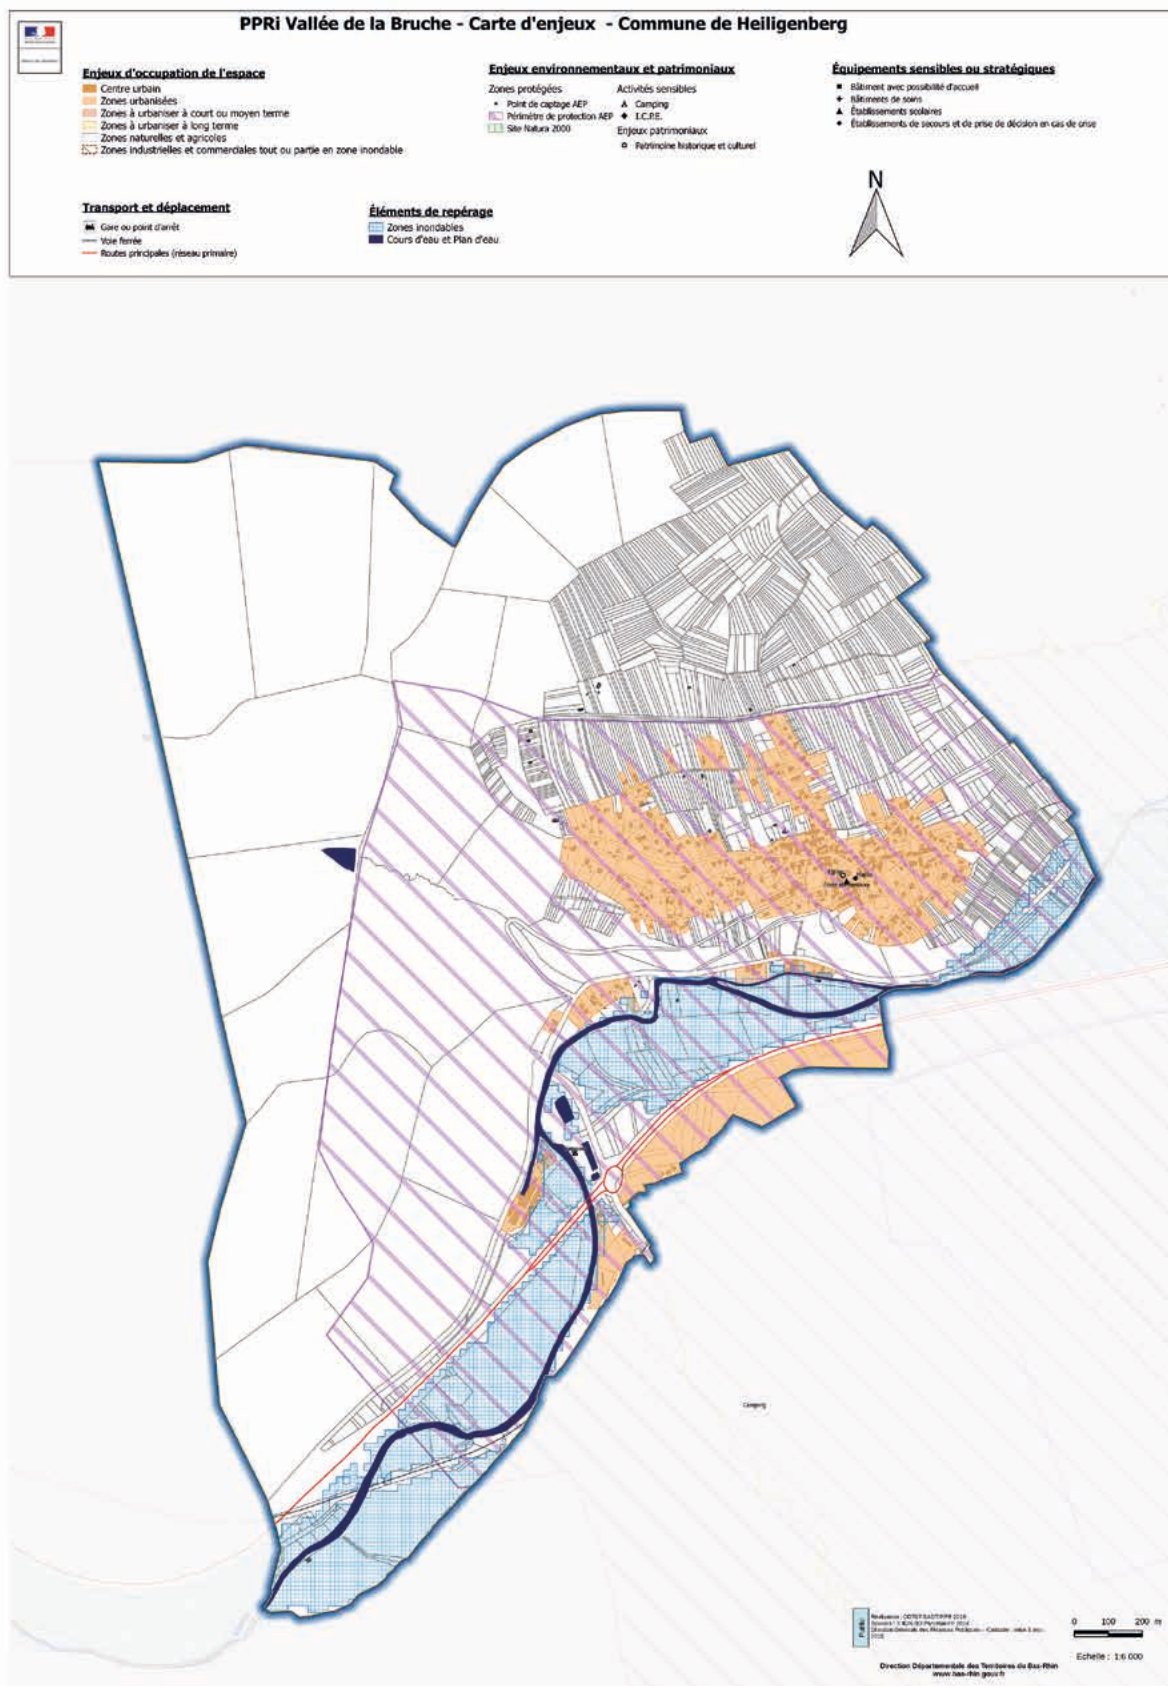 PPRi Vallée de la Bruche - Carte d'enjeux - Commune de Heiligenberg
Enjeux d'occupation de l'espace
Centre urbain
Zones urbanisées
Zones à urbaniser à court ou moyen terme
Zones à urbaniser à long terme
Zones naturelles et agricoles
Zones industrielles et commerciales tout ou partie en zone inondable
Enjeux environnementaux et patrimoniaux
Zones protégées
Point de captage AEP
Périmètre de protection AEP
Site Natura 2000
Activités sensibles
Camping
I.C.P.E.
Enjeux patrimoniaux
Patrimoine historique et culturel
Équipements sensibles ou stratégiques
Bâtiment avec possibilité d'accueil
Bâtiments de soins
Établissements scolaires
Établissements de secours et de prise de décision en cas de crise
Transport et déplacement
Gare ou point d'arrêt
Voie ferrée
Routes principales (réseau primaire)
Éléments de repérage
Zones inondables
Cours d'eau et Plan d'eau
N
Camping
Public
0 100 200 m
Echelle : 1:6 000
Direction Départementale des Territoires du Bas-Rhin
www.bas-rhin.gouv.fr